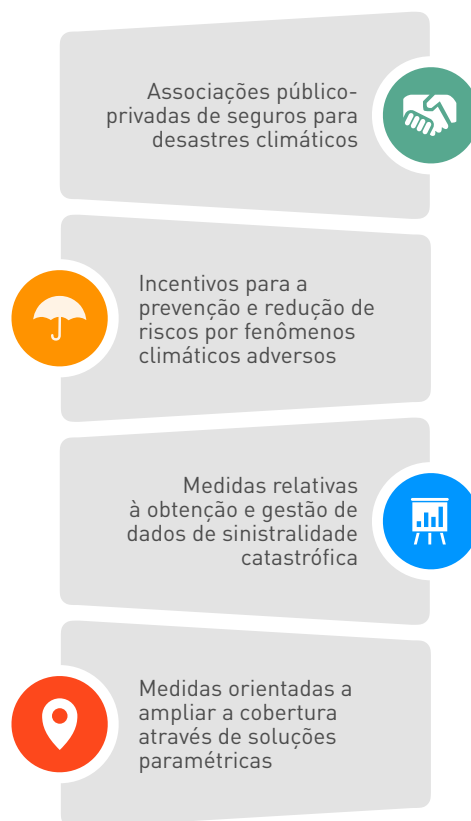 Associações público-
privadas de seguros para
desastres climáticos
Incentivos para a
prevenção e redução de
riscos por fenômenos
climáticos adversos
Medidas relativas
à obtenção e gestão de
dados de sinistralidade
catastrófica
Medidas orientadas a
ampliar a cobertura
através de soluções
paramétricas